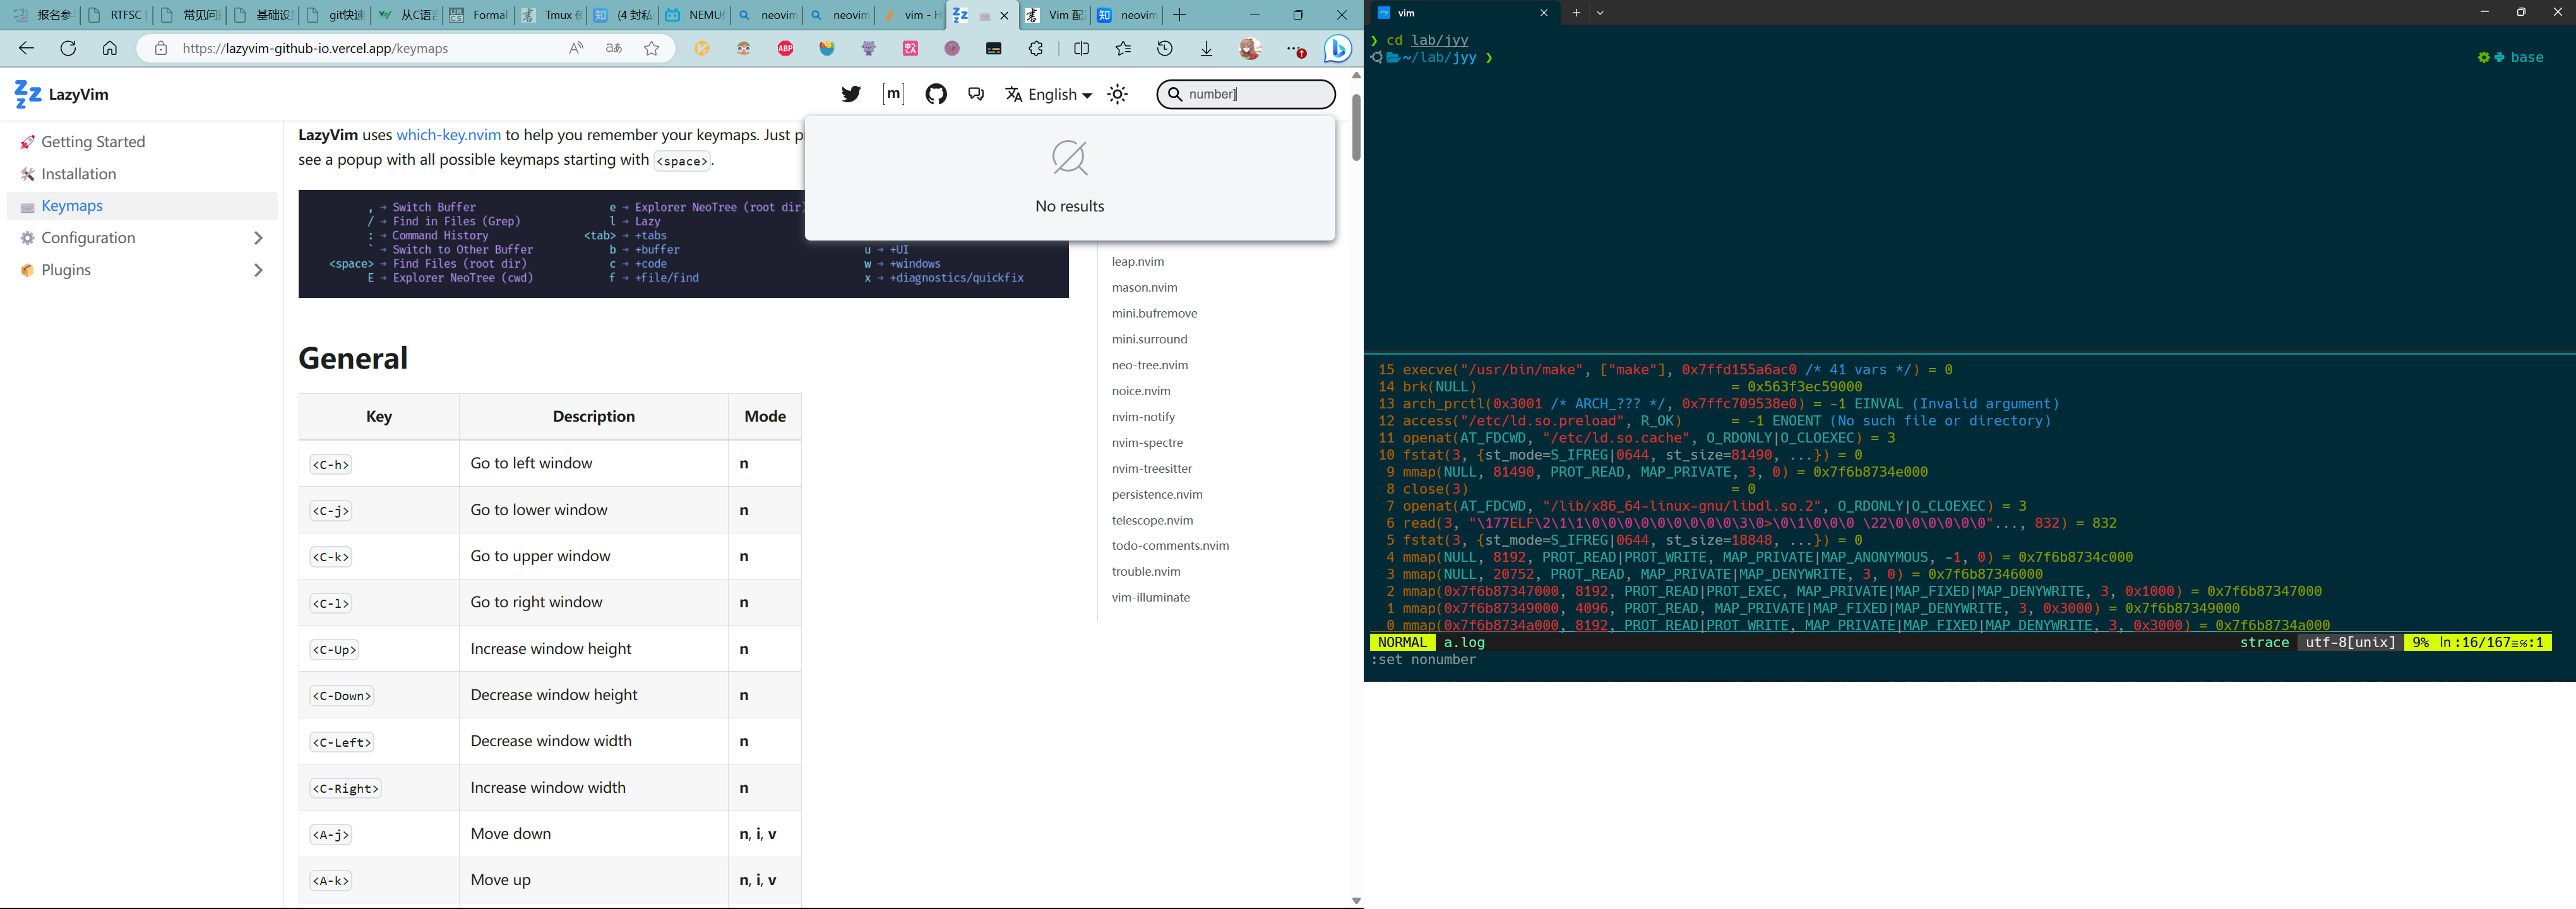 报名参
RTFSC
常见问
基础设
git快速
从C语言
Formal
Tmux 使
(4 封私
NEMU
neovim
neovim
vim - H
Vim 配
neovim
https://lazyvim-github-io.vercel.app/keymaps
LazyVim
English
number]
No results
Getting Started
Installation
Keymaps
Configuration
Plugins
LazyVim uses which-key.nvim to help you remember your keymaps. Just p
see a popup with all possible keymaps starting with <space>.
, → Switch Buffer e → Explorer NeoTree (root dir)
/ → Find in Files (Grep) l → Lazy
: → Command History <tab> → +tabs
` → Switch to Other Buffer b → +buffer u → +UI
<space> → Find Files (root dir) c → +code w → +windows
E → Explorer NeoTree (cwd) f → +file/find x → +diagnostics/quickfix
General
Key Description Mode
<C-h> Go to left window n
<C-j> Go to lower window n
<C-k> Go to upper window n
<C-l> Go to right window n
<C-Up> Increase window height n
<C-Down> Decrease window height n
<C-Left> Decrease window width n
<C-Right> Increase window width n
<A-j> Move down n, i, v
<A-k> Move up n, i, v
leap.nvim
mason.nvim
mini.bufremove
mini.surround
neo-tree.nvim
noice.nvim
nvim-notify
nvim-spectre
nvim-treesitter
persistence.nvim
telescope.nvim
todo-comments.nvim
trouble.nvim
vim-illuminate
vim
❯ cd lab/jyy
~/lab/jyy ❯ base
15 execve("/usr/bin/make", ["make"], 0x7ffd155a6ac0 /* 41 vars */) = 0
14 brk(NULL) = 0x563f3ec59000
13 arch_prctl(0x3001 /* ARCH_??? */, 0x7ffc709538e0) = -1 EINVAL (Invalid argument)
12 access("/etc/ld.so.preload", R_OK) = -1 ENOENT (No such file or directory)
11 openat(AT_FDCWD, "/etc/ld.so.cache", O_RDONLY|O_CLOEXEC) = 3
10 fstat(3, {st_mode=S_IFREG|0644, st_size=81490, ...}) = 0
9 mmap(NULL, 81490, PROT_READ, MAP_PRIVATE, 3, 0) = 0x7f6b8734e000
8 close(3) = 0
7 openat(AT_FDCWD, "/lib/x86_64-linux-gnu/libdl.so.2", O_RDONLY|O_CLOEXEC) = 3
6 read(3, "\177ELF\2\1\1\0\0\0\0\0\0\0\0\0\3\0>\0\1\0\0\0 \22\0\0\0\0\0\0"..., 832) = 832
5 fstat(3, {st_mode=S_IFREG|0644, st_size=18848, ...}) = 0
4 mmap(NULL, 8192, PROT_READ|PROT_WRITE, MAP_PRIVATE|MAP_ANONYMOUS, -1, 0) = 0x7f6b8734c000
3 mmap(NULL, 20752, PROT_READ, MAP_PRIVATE|MAP_DENYWRITE, 3, 0) = 0x7f6b87346000
2 mmap(0x7f6b87347000, 8192, PROT_READ|PROT_EXEC, MAP_PRIVATE|MAP_FIXED|MAP_DENYWRITE, 3, 0x1000) = 0x7f6b87347000
1 mmap(0x7f6b87349000, 4096, PROT_READ, MAP_PRIVATE|MAP_FIXED|MAP_DENYWRITE, 3, 0x3000) = 0x7f6b87349000
0 mmap(0x7f6b8734a000, 8192, PROT_READ|PROT_WRITE, MAP_PRIVATE|MAP_FIXED|MAP_DENYWRITE, 3, 0x3000) = 0x7f6b8734a000
NORMAL a.log strace utf-8[unix] 9% ln:16/167≡%:1
:set nonumber